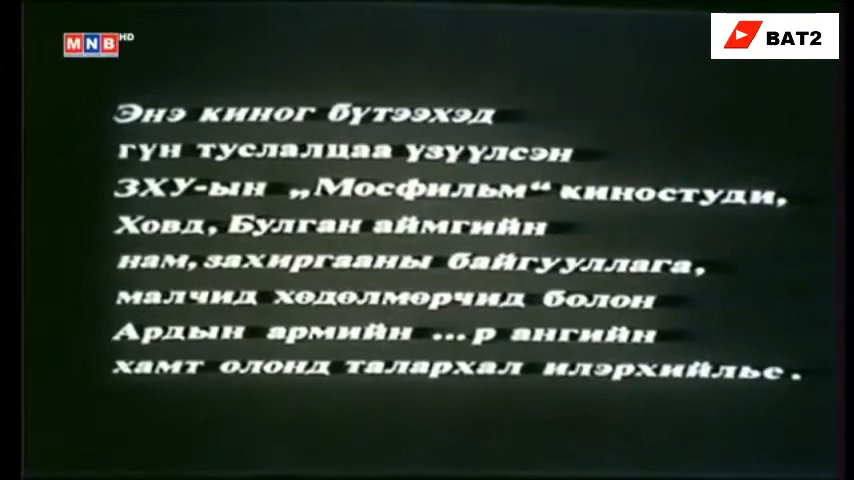 MNB HD
BAT2
Энэ киног бүтээхэд
гүн туслалцаа үзүүлсэн
ЗХУ-ын „Мосфильм“ киностуди,
Ховд, Булган аймгийн
нам, захиргааны байгууллага,
малчид хөдөлмөрчид болон
Ардын армийн ...р ангийн
хамт олонд талархал илэрхийльe.